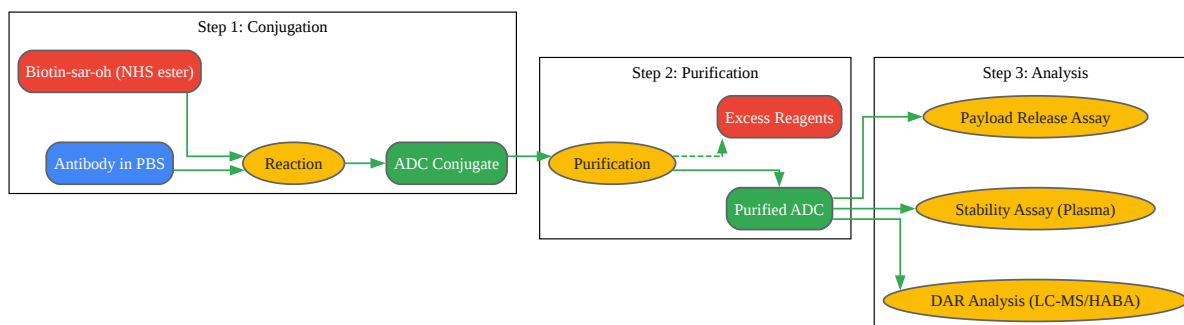 Step 1: Conjugation
Biotin-sar-oh (NHS ester)
Antibody in PBS
Reaction
ADC Conjugate
Step 2: Purification
Excess Reagents
Purification
Purified ADC
Step 3: Analysis
Payload Release Assay
Stability Assay (Plasma)
DAR Analysis (LC-MS/HABA)